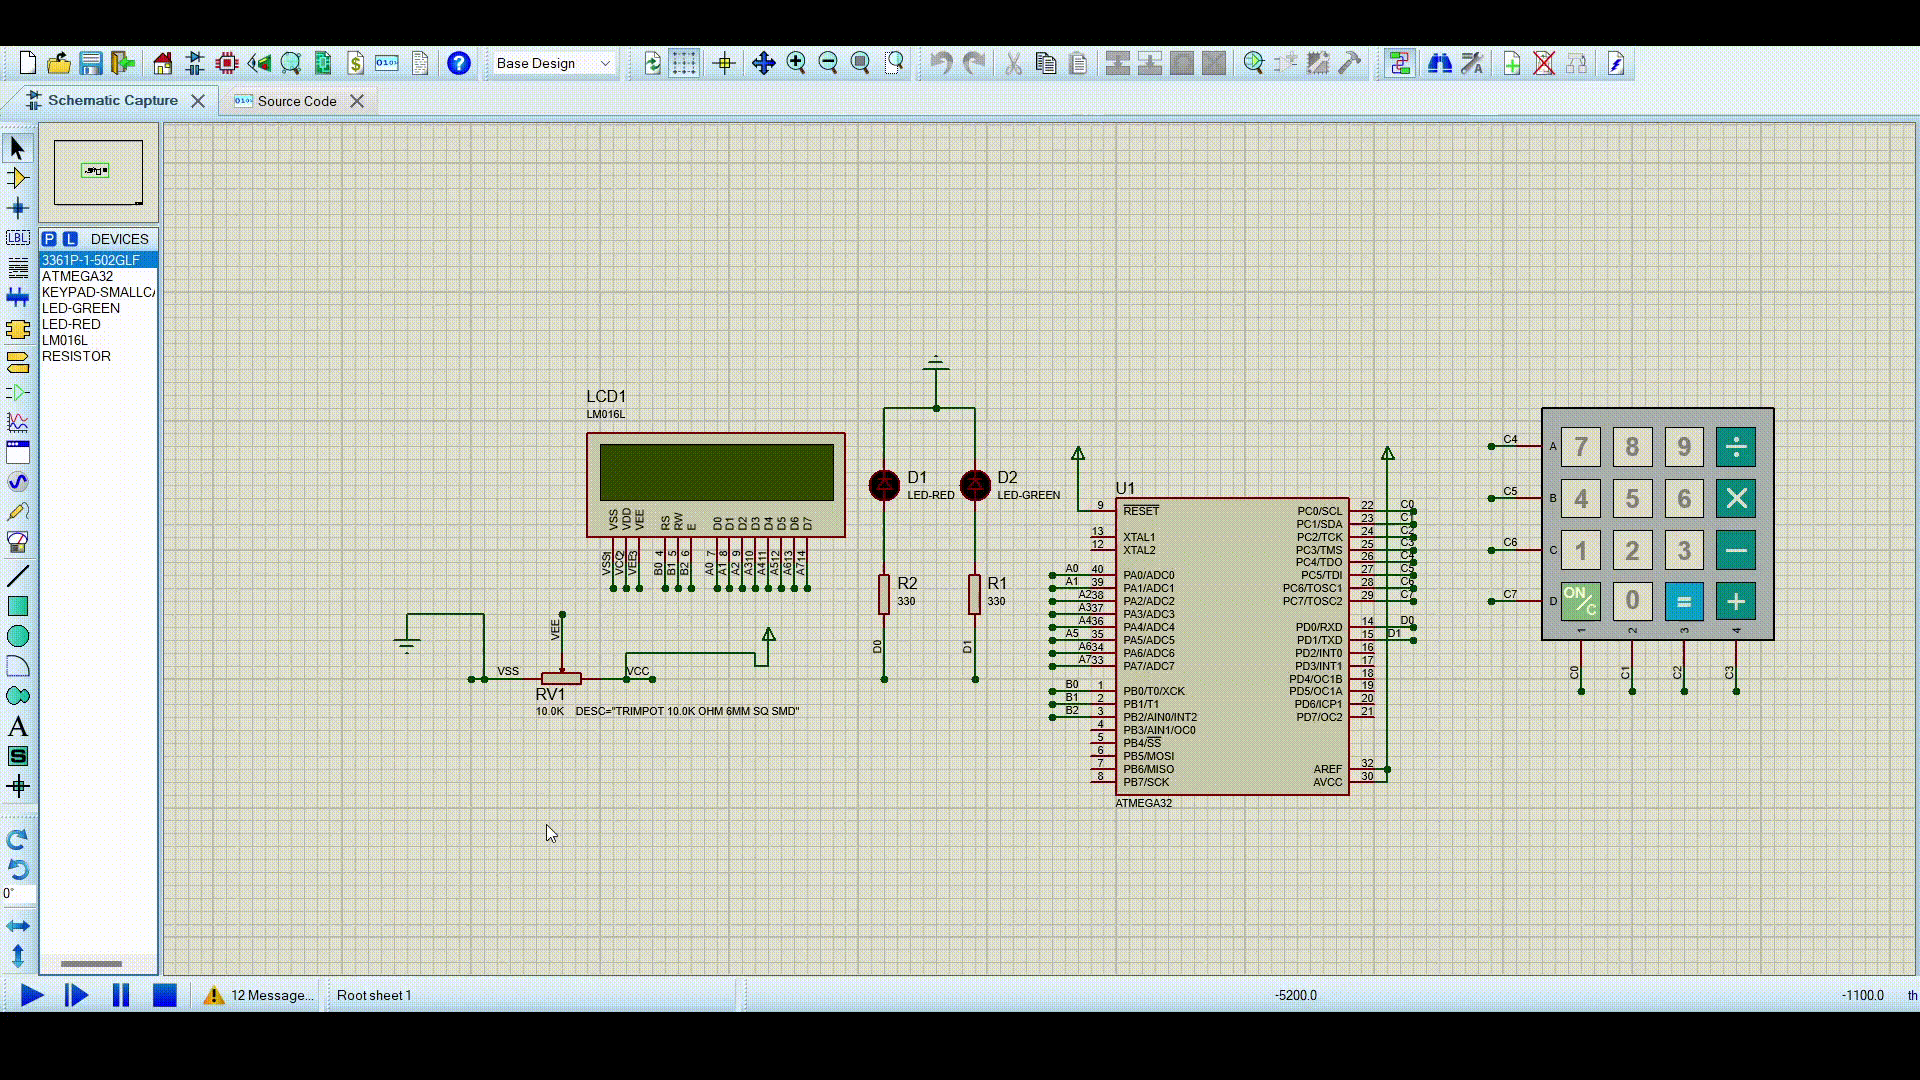 Base Design
Schematic Capture
Source Code
P L DEVICES
3361P-1-502GLF
ATMEGA32
KEYPAD-SMALLCA
LED-GREEN
LED-RED
LM016L
RESISTOR
LBL
A
S
0°
LCD1
LM016L
VSS VDD VEE RS RW E D0 D1 D2 D3 D4 D5 D6 D7
1 2 3 4 5 6 7 8 9 10 11 12 13 14
VSS VCC VEE B0 B1 B2 A0 A1 A2 A3 A4 A5 A6 A7
VEE
VSS
VCC
RV1
10.0K DESC="TRIMPOT 10.0K OHM 6MM SQ SMD"
D1
LED-RED
D2
LED-GREEN
R2
330
R1
330
D0
D1
U1
9 RESET PC0/SCL 22 C0
PC1/SDA 23 C1
13 XTAL1 PC2/TCK 24 C2
12 XTAL2 PC3/TMS 25 C3
PC4/TDO 26 C4
A0 40 PA0/ADC0 PC5/TDI 27 C5
A1 39 PA1/ADC1 PC6/TOSC1 28 C6
A2 38 PA2/ADC2 PC7/TOSC2 29 C7
A3 37 PA3/ADC3
A4 36 PA4/ADC4 PD0/RXD 14 D0
A5 35 PA5/ADC5 PD1/TXD 15 D1
A6 34 PA6/ADC6 PD2/INT0 16
A7 33 PA7/ADC7 PD3/INT1 17
PD4/OC1B 18
B0 1 PB0/T0/XCK PD5/OC1A 19
B1 2 PB1/T1 PD6/ICP1 20
B2 3 PB2/AIN0/INT2 PD7/OC2 21
4 PB3/AIN1/OC0
5 PB4/SS
6 PB5/MOSI
7 PB6/MISO AREF 32
8 PB7/SCK AVCC 30
ATMEGA32
C4 A 7 8 9 ÷
C5 B 4 5 6 ×
C6 C 1 2 3 −
C7 D ON/C 0 = +
1 2 3 4
C0 C1 C2 C3
12 Message...
Root sheet 1
-5200.0
-1100.0
th